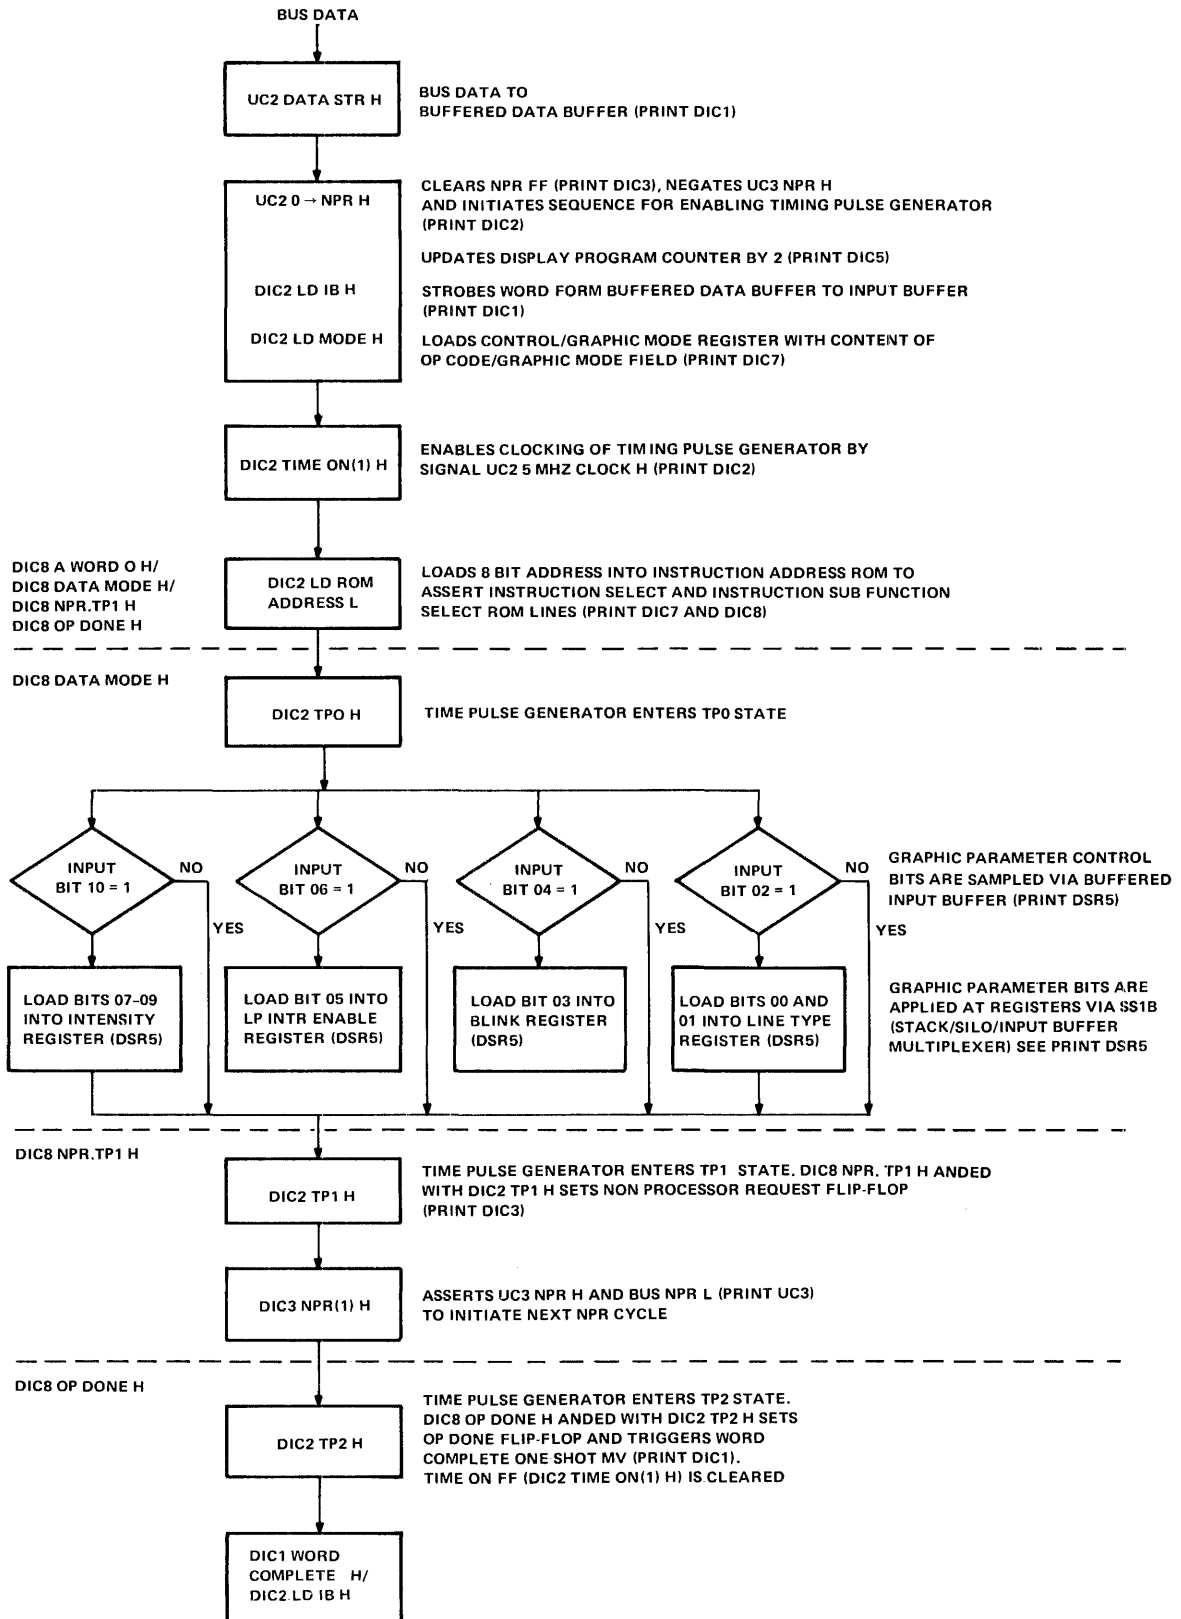 BUS DATA
UC2 DATA STR H
BUS DATA TO
BUFFERED DATA BUFFER (PRINT DIC1)
UC2 0 → NPR H
CLEARS NPR FF (PRINT DIC3), NEGATES UC3 NPR H
AND INITIATES SEQUENCE FOR ENABLING TIMING PULSE GENERATOR
(PRINT DIC2)
UPDATES DISPLAY PROGRAM COUNTER BY 2 (PRINT DIC5)
DIC2 LD IB H
STROBES WORD FORM BUFFERED DATA BUFFER TO INPUT BUFFER
(PRINT DIC1)
DIC2 LD MODE H
LOADS CONTROL/GRAPHIC MODE REGISTER WITH CONTENT OF
OP CODE/GRAPHIC MODE FIELD (PRINT DIC7)
DIC2 TIME ON(1) H
ENABLES CLOCKING OF TIMING PULSE GENERATOR BY
SIGNAL UC2 5 MHZ CLOCK H (PRINT DIC2)
DIC8 A WORD O H/
DIC8 DATA MODE H/
DIC8 NPR.TP1 H
DIC8 OP DONE H
DIC2 LD ROM
ADDRESS L
LOADS 8 BIT ADDRESS INTO INSTRUCTION ADDRESS ROM TO
ASSERT INSTRUCTION SELECT AND INSTRUCTION SUB FUNCTION
SELECT ROM LINES (PRINT DIC7 AND DIC8)
DIC8 DATA MODE H
DIC2 TPO H
TIME PULSE GENERATOR ENTERS TP0 STATE
INPUT
BIT 10 = 1
NO
INPUT
BIT 06 = 1
NO
INPUT
BIT 04 = 1
NO
INPUT
BIT 02 = 1
NO
GRAPHIC PARAMETER CONTROL
BITS ARE SAMPLED VIA BUFFERED
INPUT BUFFER (PRINT DSR5)
YES
YES
YES
YES
LOAD BITS 07-09
INTO INTENSITY
REGISTER (DSR5)
LOAD BIT 05 INTO
LP INTR ENABLE
REGISTER (DSR5)
LOAD BIT 03 INTO
BLINK REGISTER
(DSR5)
LOAD BITS 00 AND
01 INTO LINE TYPE
REGISTER (DSR5)
GRAPHIC PARAMETER BITS ARE
APPLIED AT REGISTERS VIA SS1B
(STACK/SILO/INPUT BUFFER
MULTIPLEXER) SEE PRINT DSR5
DIC8 NPR.TP1 H
DIC2 TP1 H
TIME PULSE GENERATOR ENTERS TP1 STATE. DIC8 NPR. TP1 H ANDED
WITH DIC2 TP1 H SETS NON PROCESSOR REQUEST FLIP-FLOP
(PRINT DIC3)
DIC3 NPR(1) H
ASSERTS UC3 NPR H AND BUS NPR L (PRINT UC3)
TO INITIATE NEXT NPR CYCLE
DIC8 OP DONE H
DIC2 TP2 H
TIME PULSE GENERATOR ENTERS TP2 STATE.
DIC8 OP DONE H ANDED WITH DIC2 TP2 H SETS
OP DONE FLIP-FLOP AND TRIGGERS WORD
COMPLETE ONE SHOT MV (PRINT DIC1).
TIME ON FF (DIC2 TIME ON(1) H) IS CLEARED
DIC1 WORD
COMPLETE H/
DIC2 LD IB H